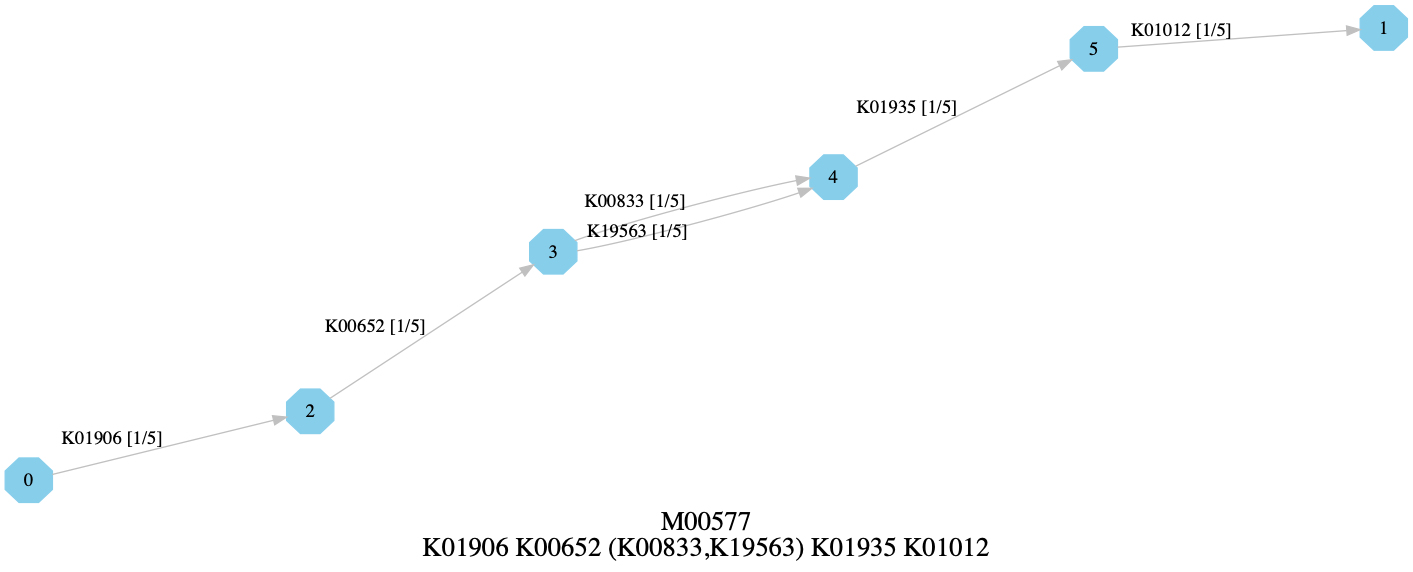 K01012 [1/5]
1
5
K01935 [1/5]
4
K00833 [1/5]
K19563 [1/5]
3
K00652 [1/5]
2
K01906 [1/5]
0
M00577
K01906 K00652 (K00833,K19563) K01935 K01012